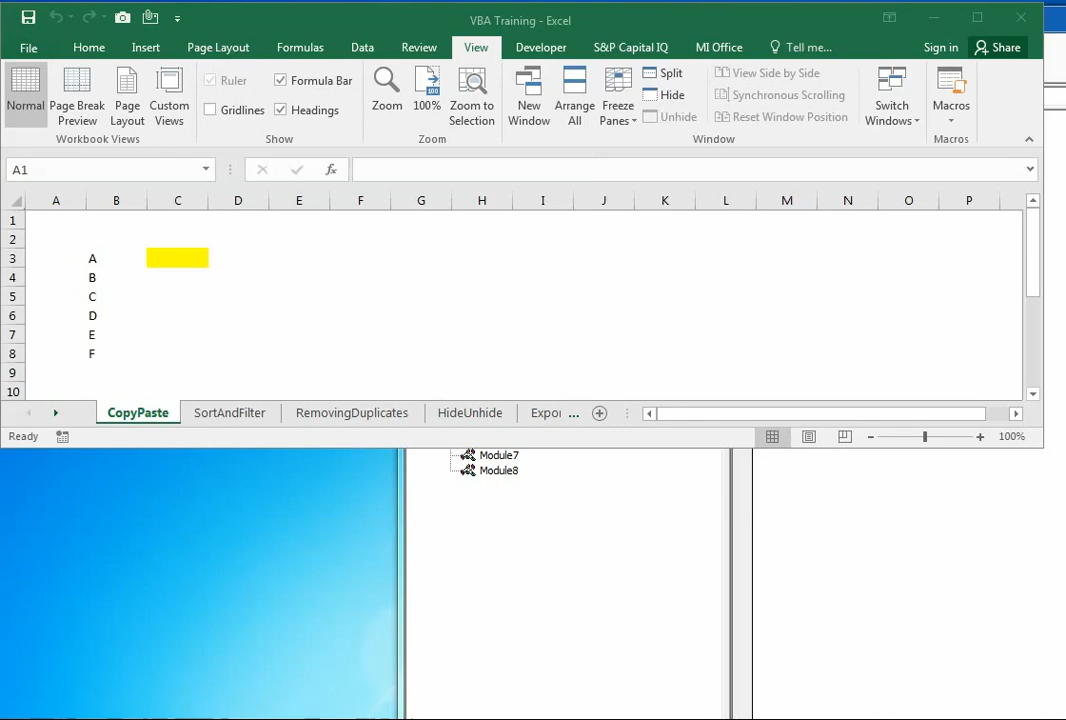 VBA Training - Excel
File Home Insert Page Layout Formulas Data Review View Developer S&P Capital IQ MI Office Tell me... Sign in Share
Normal
Page Break Preview
Page Layout
Custom Views
Workbook Views
Ruler
Formula Bar
Gridlines
Headings
Show
Zoom
100%
Zoom to Selection
Zoom
New Window
Arrange All
Freeze Panes
Split
Hide
Unhide
View Side by Side
Synchronous Scrolling
Reset Window Position
Switch Windows
Window
Macros
Macros
A1 fx
A B C D E F G H I J K L M N O P
1
2
3 A
4 B
5 C
6 D
7 E
8 F
9
10
CopyPaste SortAndFilter RemovingDuplicates HideUnhide Expor ...
Ready 100%
Module7
Module8